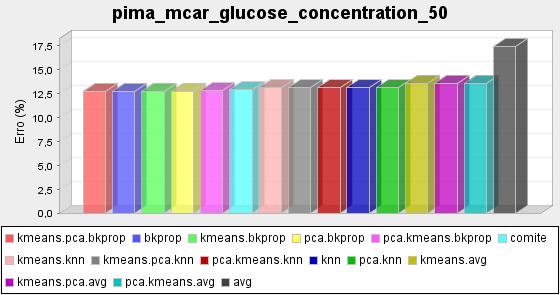 pima_mcar_glucose_concentration_50
Erro (%)
17,5
15,0
12,5
10,0
7,5
5,0
2,5
0,0
kmeans.pca.bkprop bkprop kmeans.bkprop pca.bkprop pca.kmeans.bkprop comite
kmeans.knn kmeans.pca.knn pca.kmeans.knn knn pca.knn kmeans.avg
kmeans.pca.avg pca.kmeans.avg avg